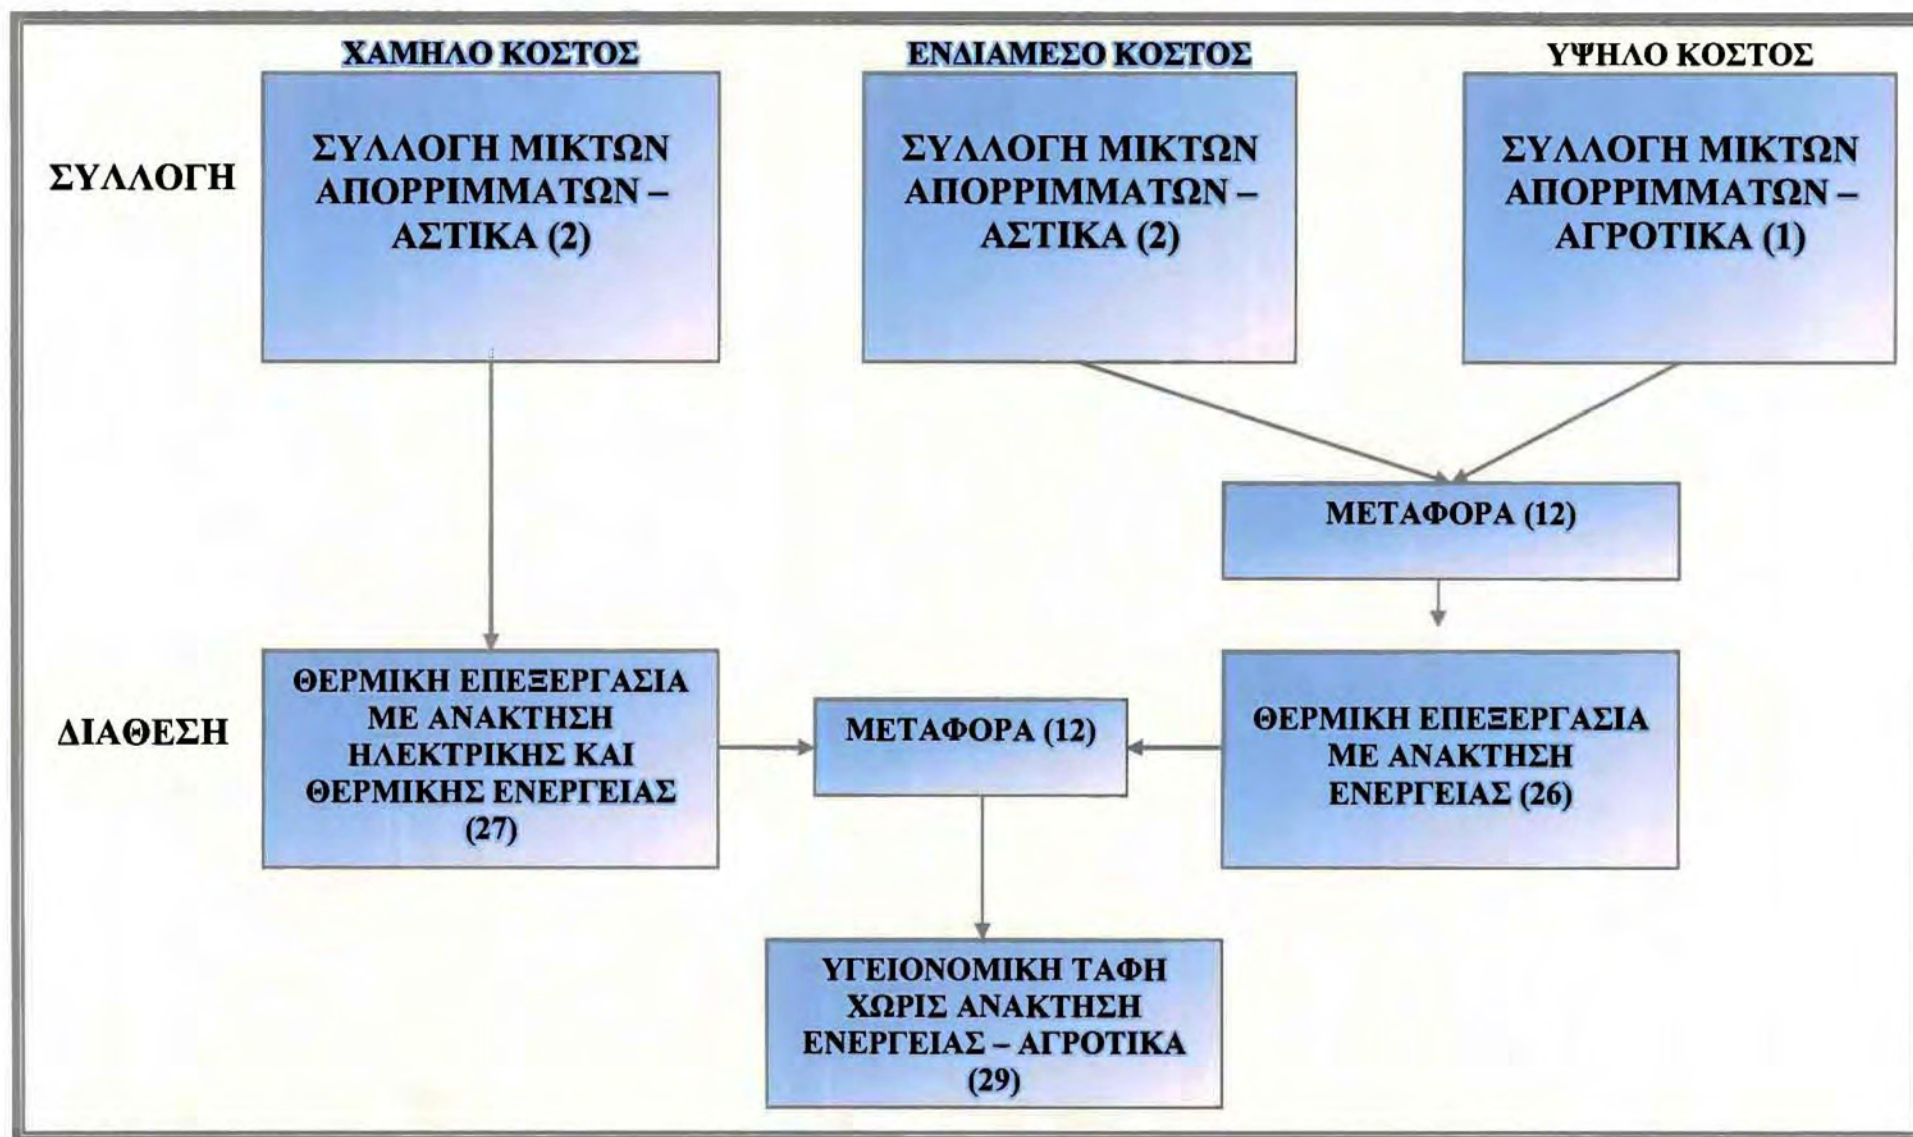 ΧΑΜΗΛΟ ΚΟΣΤΟΣ
ΕΝΔΙΑΜΕΣΟ ΚΟΣΤΟΣ
ΥΨΗΛΟ ΚΟΣΤΟΣ
ΣΥΛΛΟΓΗ
ΣΥΛΛΟΓΗ ΜΙΚΤΩΝ
ΑΠΟΡΡΙΜΜΑΤΩΝ –
ΑΣΤΙΚΑ (2)
ΣΥΛΛΟΓΗ ΜΙΚΤΩΝ
ΑΠΟΡΡΙΜΜΑΤΩΝ –
ΑΣΤΙΚΑ (2)
ΣΥΛΛΟΓΗ ΜΙΚΤΩΝ
ΑΠΟΡΡΙΜΜΑΤΩΝ –
ΑΓΡΟΤΙΚΑ (1)
ΜΕΤΑΦΟΡΑ (12)
ΔΙΑΘΕΣΗ
ΘΕΡΜΙΚΗ ΕΠΕΞΕΡΓΑΣΙΑ
ΜΕ ΑΝΑΚΤΗΣΗ
ΗΛΕΚΤΡΙΚΗΣ ΚΑΙ
ΘΕΡΜΙΚΗΣ ΕΝΕΡΓΕΙΑΣ
(27)
ΜΕΤΑΦΟΡΑ (12)
ΘΕΡΜΙΚΗ ΕΠΕΞΕΡΓΑΣΙΑ
ΜΕ ΑΝΑΚΤΗΣΗ
ΕΝΕΡΓΕΙΑΣ (26)
ΥΓΕΙΟΝΟΜΙΚΗ ΤΑΦΗ
ΧΩΡΙΣ ΑΝΑΚΤΗΣΗ
ΕΝΕΡΓΕΙΑΣ – ΑΓΡΟΤΙΚΑ
(29)